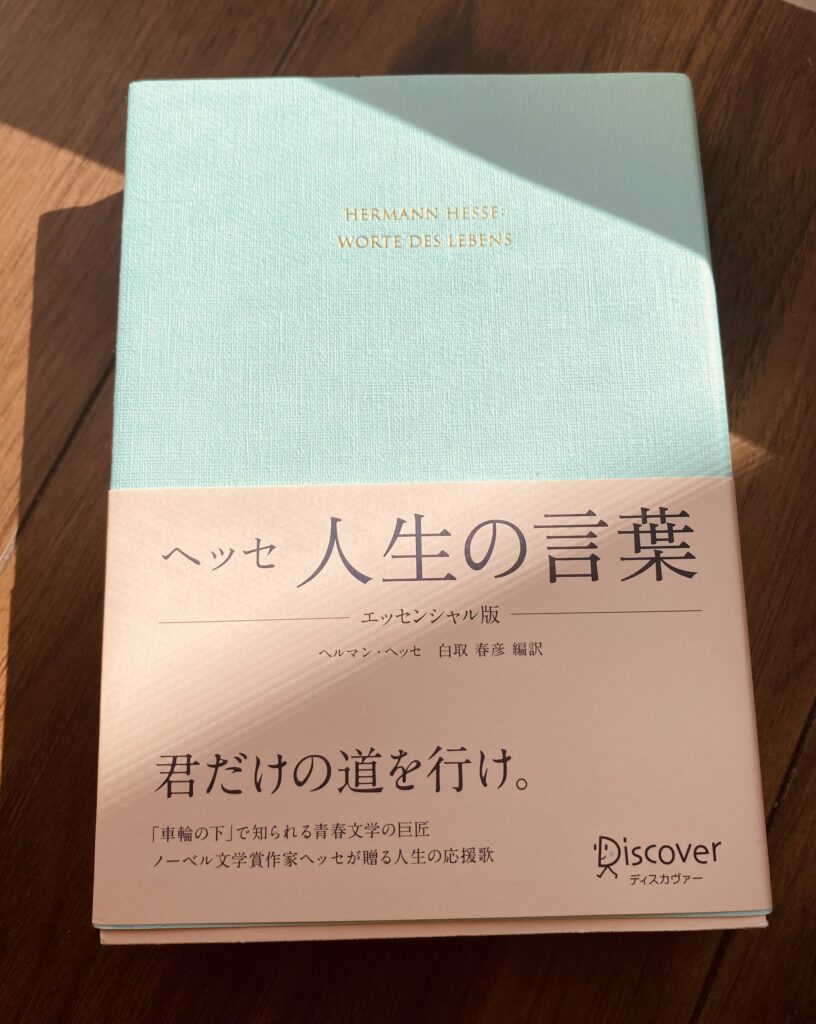 HERMANN HESSE
WORTE DES LEBENS
ヘッセ 人生の言葉
エッセンシャル版
ヘルマン・ヘッセ 白取 春彦 編訳
君だけの道を行け。
「車輪の下」で知られる青春文学の巨匠
ノーベル文学賞作家ヘッセが贈る人生の応援歌
Discover
ディスカヴァー